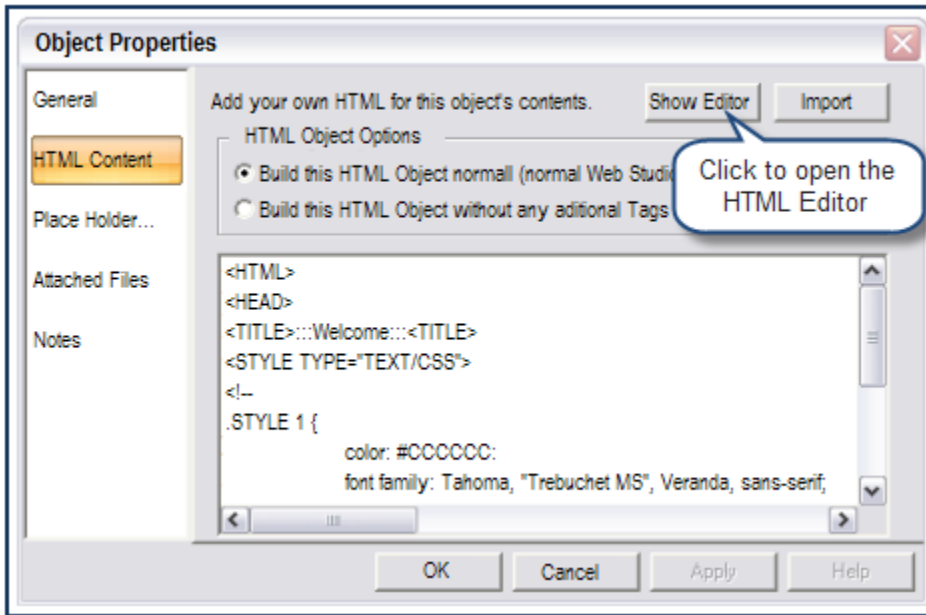 Object Properties
General
HTML Content
Place Holder...
Attached Files
Notes
Add your own HTML for this object's contents.
Show Editor
Import
HTML Object Options
Build this HTML Object normall (normal Web Studio
Build this HTML Object without any aditional Tags
Click to open the
HTML Editor
<HTML>
<HEAD>
<TITLE>:::Welcome:::<TITLE>
<STYLE TYPE="TEXT/CSS">
<!--
.STYLE 1 {
color: #CCCCCC:
font family: Tahoma, "Trebuchet MS", Veranda, sans-serif;
OK
Cancel
Apply
Help